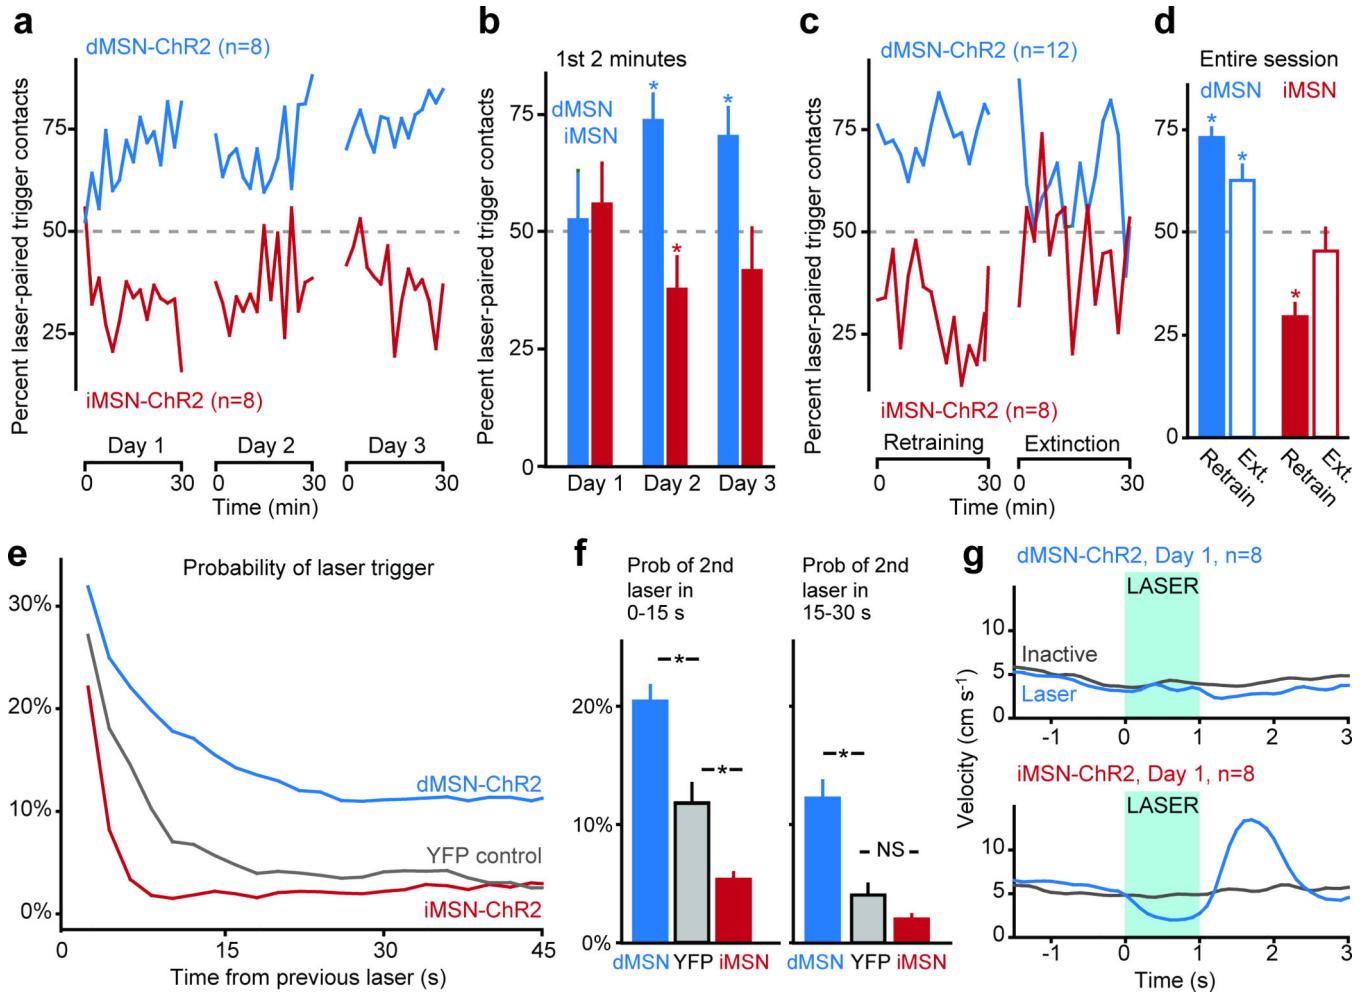 a
dMSN-ChR2 (n=8)
Percent laser-paired trigger contacts
75
50
25
iMSN-ChR2 (n=8)
Day 1
Day 2
Day 3
0
30
0
30
0
30
Time (min)
b
1st 2 minutes
Percent laser-paired trigger contacts
75
50
25
0
dMSN
iMSN
*
*
*
Day 1
Day 2
Day 3
c
dMSN-ChR2 (n=12)
Percent laser-paired trigger contacts
75
50
25
iMSN-ChR2 (n=8)
Retraining
Extinction
0
30
0
30
Time (min)
d
Entire session
dMSN
iMSN
75
50
25
0
*
*
*
Retrain
Ext.
Retrain
Ext.
e
Probability of laser trigger
30%
20%
10%
0%
dMSN-ChR2
YFP control
iMSN-ChR2
0
15
30
45
Time from previous laser (s)
f
Prob of 2nd
laser in
0-15 s
20%
10%
0%
*
*
dMSN
YFP
iMSN
Prob of 2nd
laser in
15-30 s
*
NS
dMSN
YFP
iMSN
g
dMSN-ChR2, Day 1, n=8
LASER
Velocity (cm s-1)
10
5
0
Inactive
Laser
-1
0
1
2
3
iMSN-ChR2, Day 1, n=8
LASER
10
5
0
-1
0
1
2
3
Time (s)